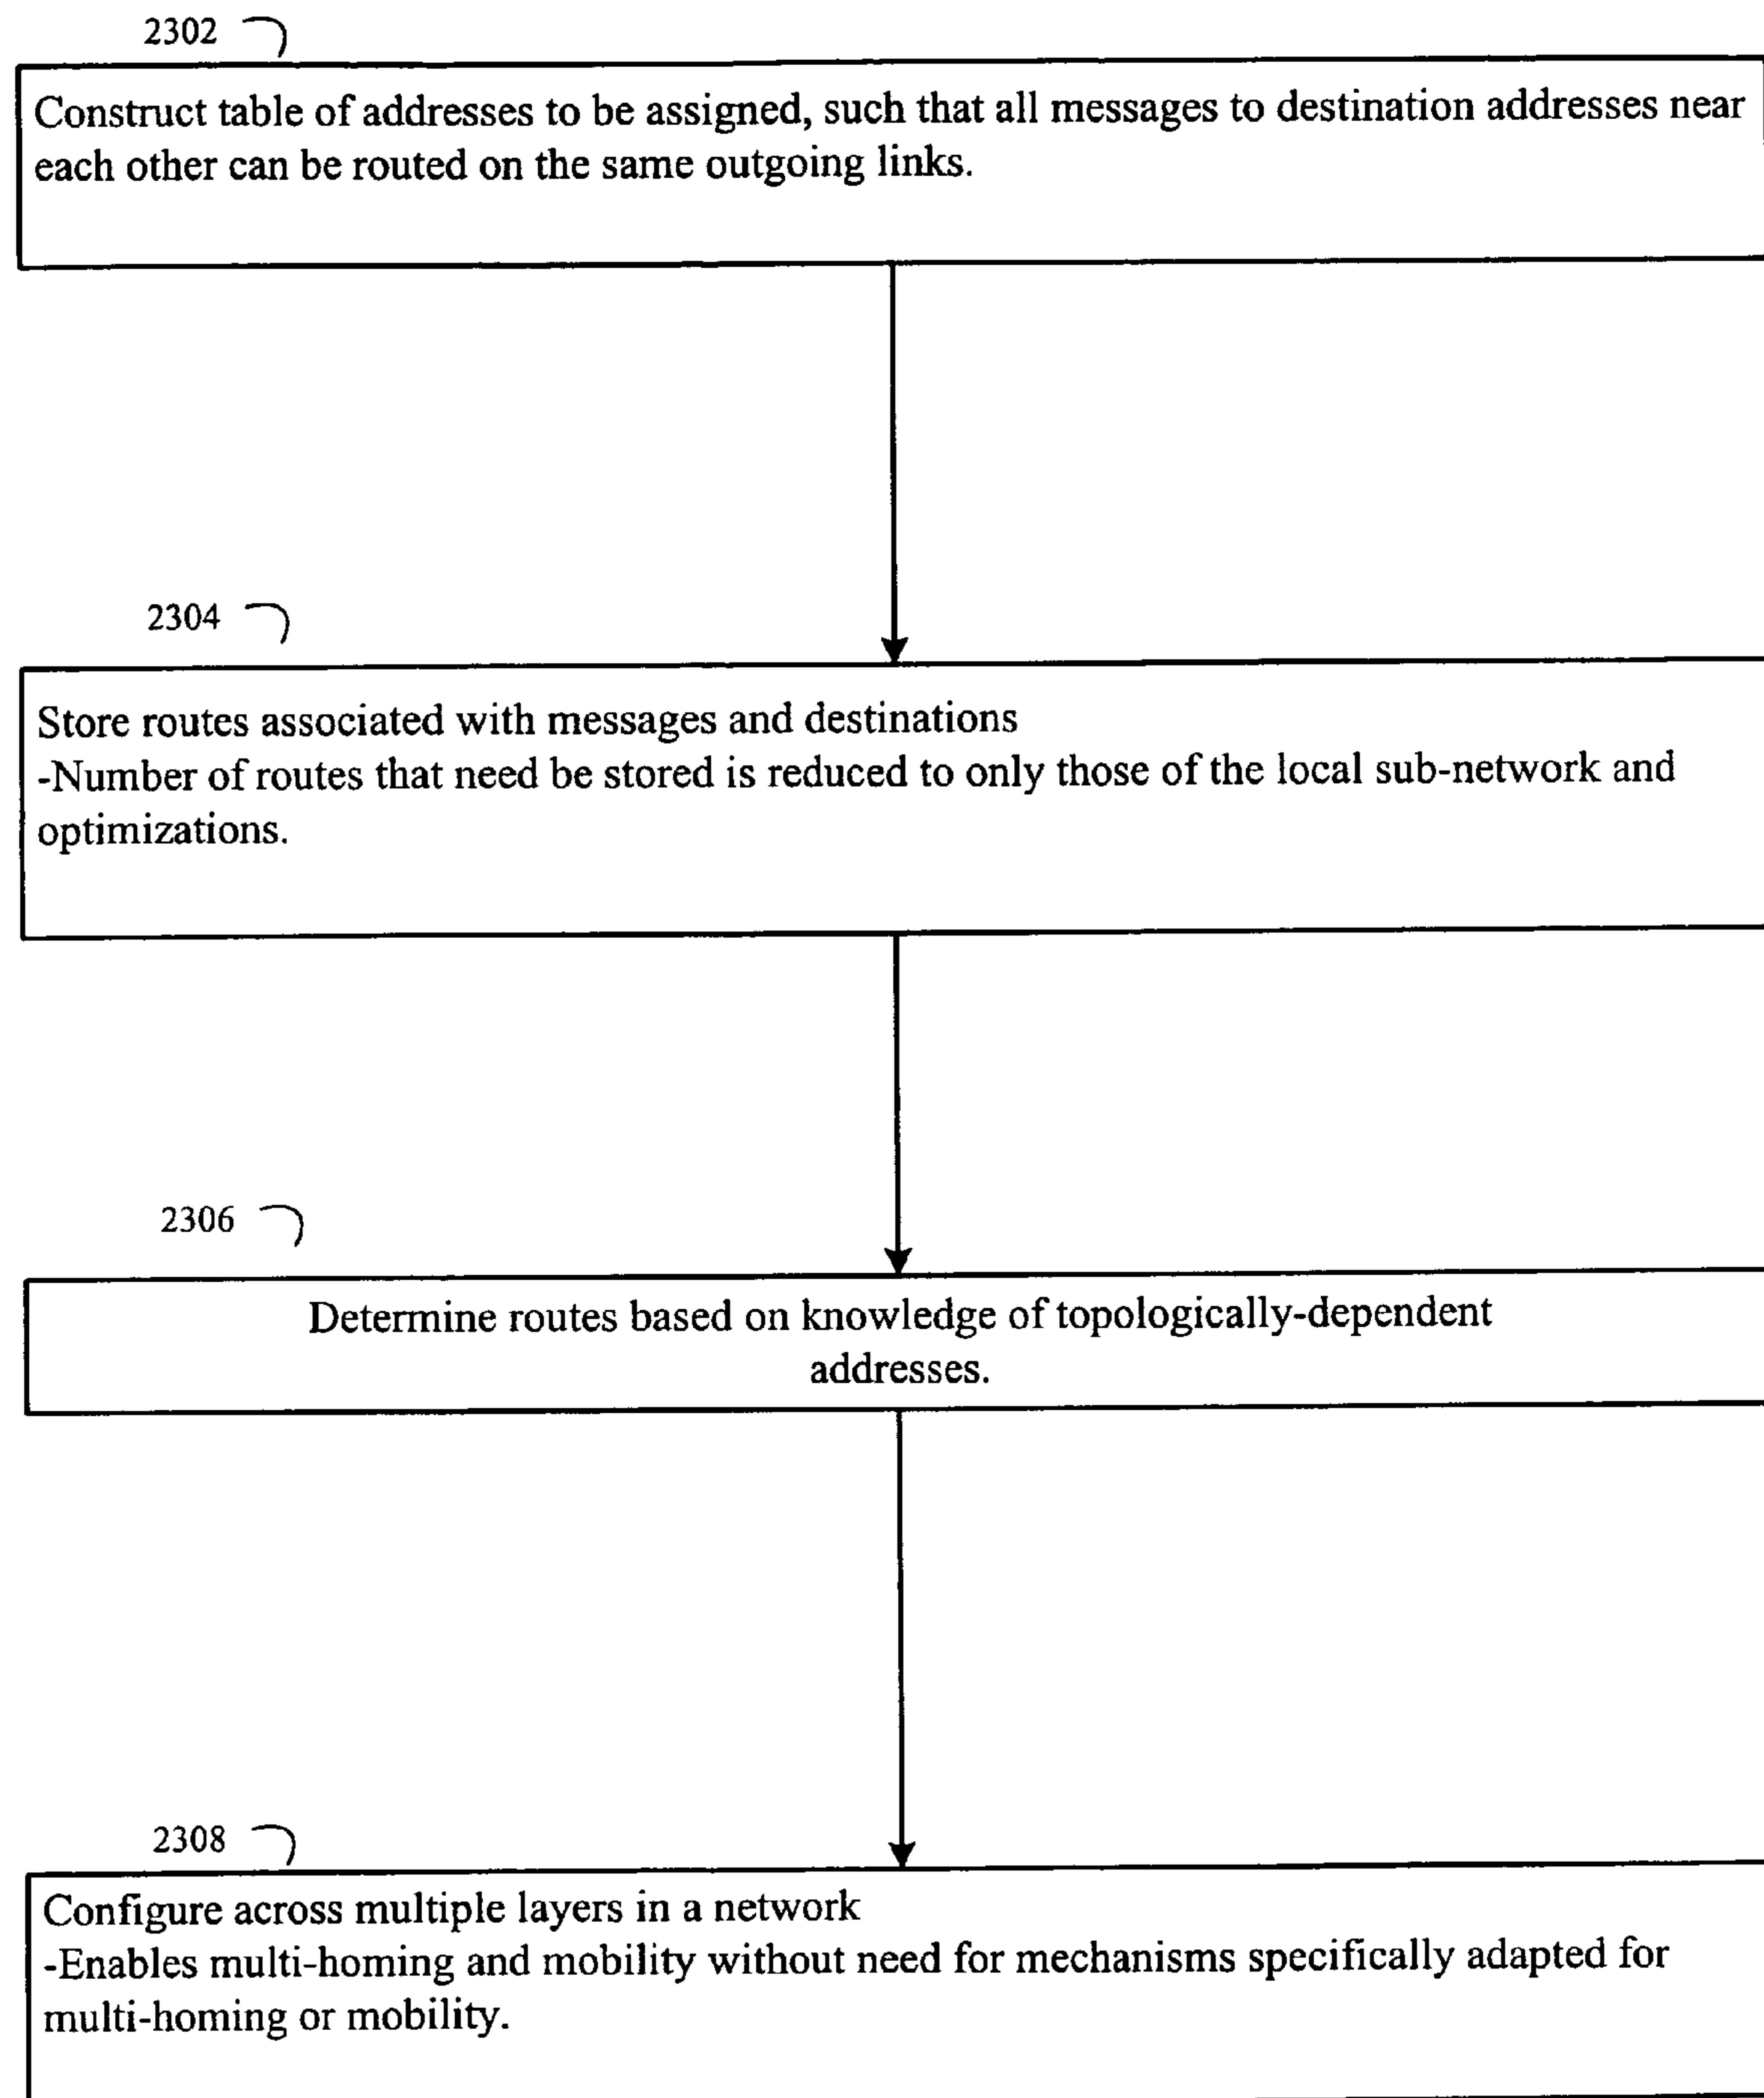 2302
Construct table of addresses to be assigned, such that all messages to destination addresses near
each other can be routed on the same outgoing links.
2304
Store routes associated with messages and destinations
-Number of routes that need be stored is reduced to only those of the local sub-network and
optimizations.
2306
Determine routes based on knowledge of topologically-dependent
addresses.
2308
Configure across multiple layers in a network
-Enables multi-homing and mobility without need for mechanisms specifically adapted for
multi-homing or mobility.